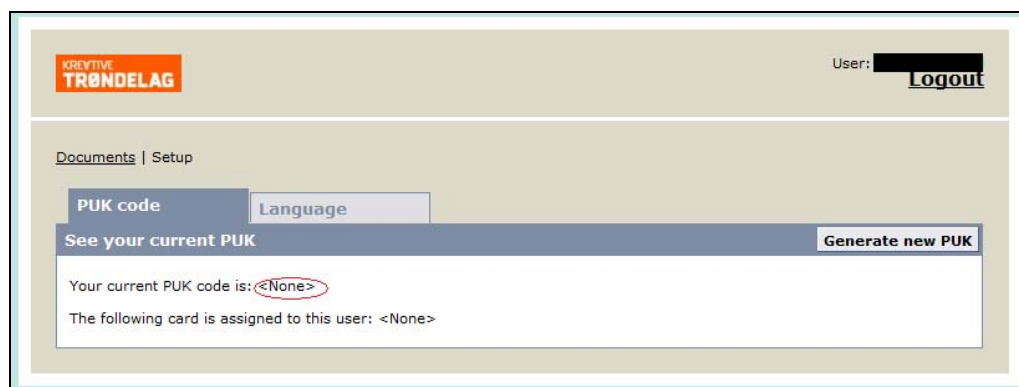 KREATIVE
TRØNDELAG
User:
Logout
Documents | Setup
PUK code
Language
See your current PUK
Generate new PUK
Your current PUK code is: <None>
The following card is assigned to this user: <None>